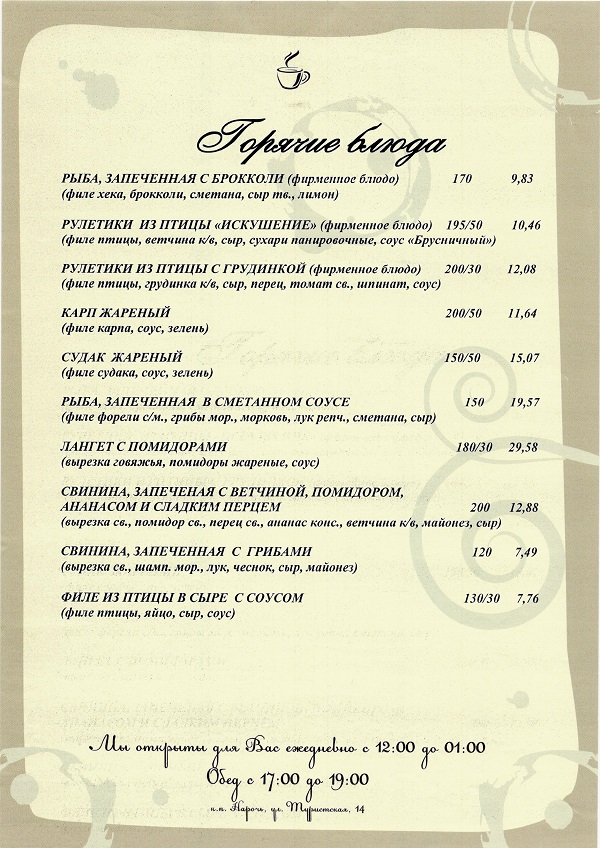 Горячие блюда
РЫБА, ЗАПЕЧЕННАЯ С БРОККОЛИ (фирменное блюдо) 170 9,83
(филе хека, брокколи, сметана, сыр тв., лимон)
РУЛЕТИКИ ИЗ ПТИЦЫ «ИСКУШЕНИЕ» (фирменное блюдо) 195/50 10,46
(филе птицы, ветчина к/в, сыр, сухари панировочные, соус «Брусничный»)
РУЛЕТИКИ ИЗ ПТИЦЫ С ГРУДИНКОЙ (фирменное блюдо) 200/30 12,08
(филе птицы, грудинка к/в, сыр, перец, томат св., шпинат, соус)
КАРП ЖАРЕНЫЙ 200/50 11,64
(филе карпа, соус, зелень)
СУДАК ЖАРЕНЫЙ 150/50 15,07
(филе судака, соус, зелень)
РЫБА, ЗАПЕЧЕННАЯ В СМЕТАННОМ СОУСЕ 150 19,57
(филе форели с/м., грибы мор., морковь, лук репч., сметана, сыр)
ЛАНГЕТ С ПОМИДОРАМИ 180/30 29,58
(вырезка говяжья, помидоры жареные, соус)
СВИНИНА, ЗАПЕЧЕНАЯ С ВЕТЧИНОЙ, ПОМИДОРОМ,
АНАНАСОМ И СЛАДКИМ ПЕРЦЕМ 200 12,88
(вырезка св., помидор св., перец св., ананас конс., ветчина к/в, майонез, сыр)
СВИНИНА, ЗАПЕЧЕННАЯ С ГРИБАМИ 120 7,49
(вырезка св., шамп. мор., лук, чеснок, сыр, майонез)
ФИЛЕ ИЗ ПТИЦЫ В СЫРЕ С СОУСОМ 130/30 7,76
(филе птицы, яйцо, сыр, соус)
Мы открыты для Вас ежедневно с 12:00 до 01:00
Обед с 17:00 до 19:00
к.п. Нарочь, ул. Туристская, 14